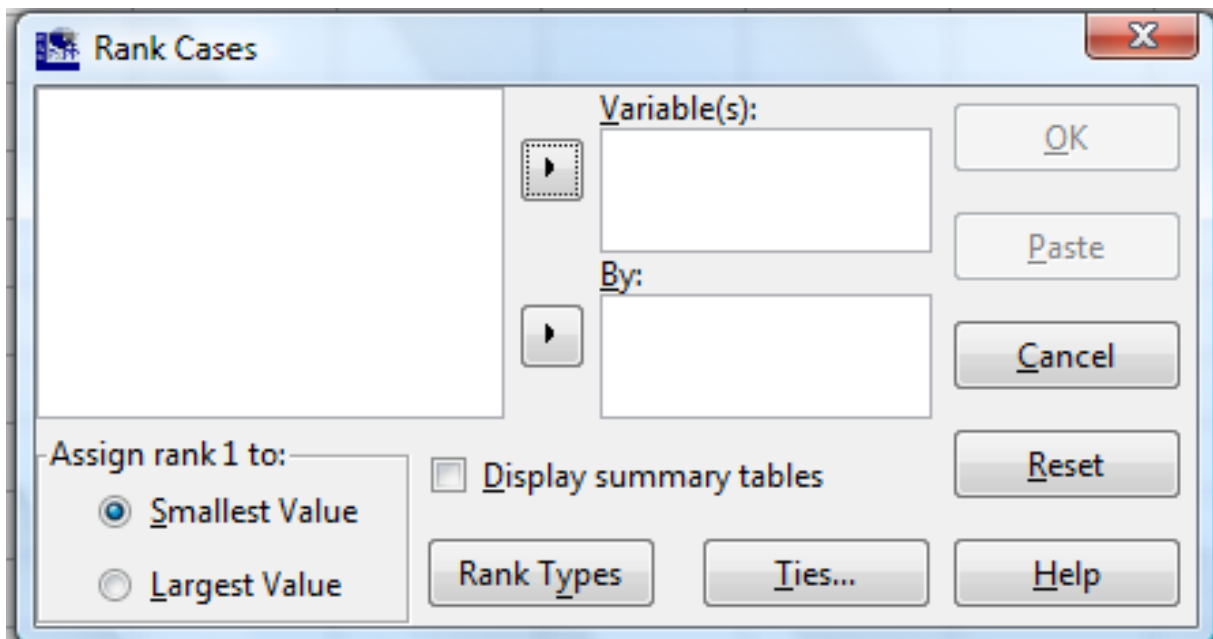 Rank Cases
Variable(s):
OK
Paste
By:
Cancel
Assign rank 1 to:
Smallest Value
Largest Value
Display summary tables
Reset
Rank Types
Ties...
Help